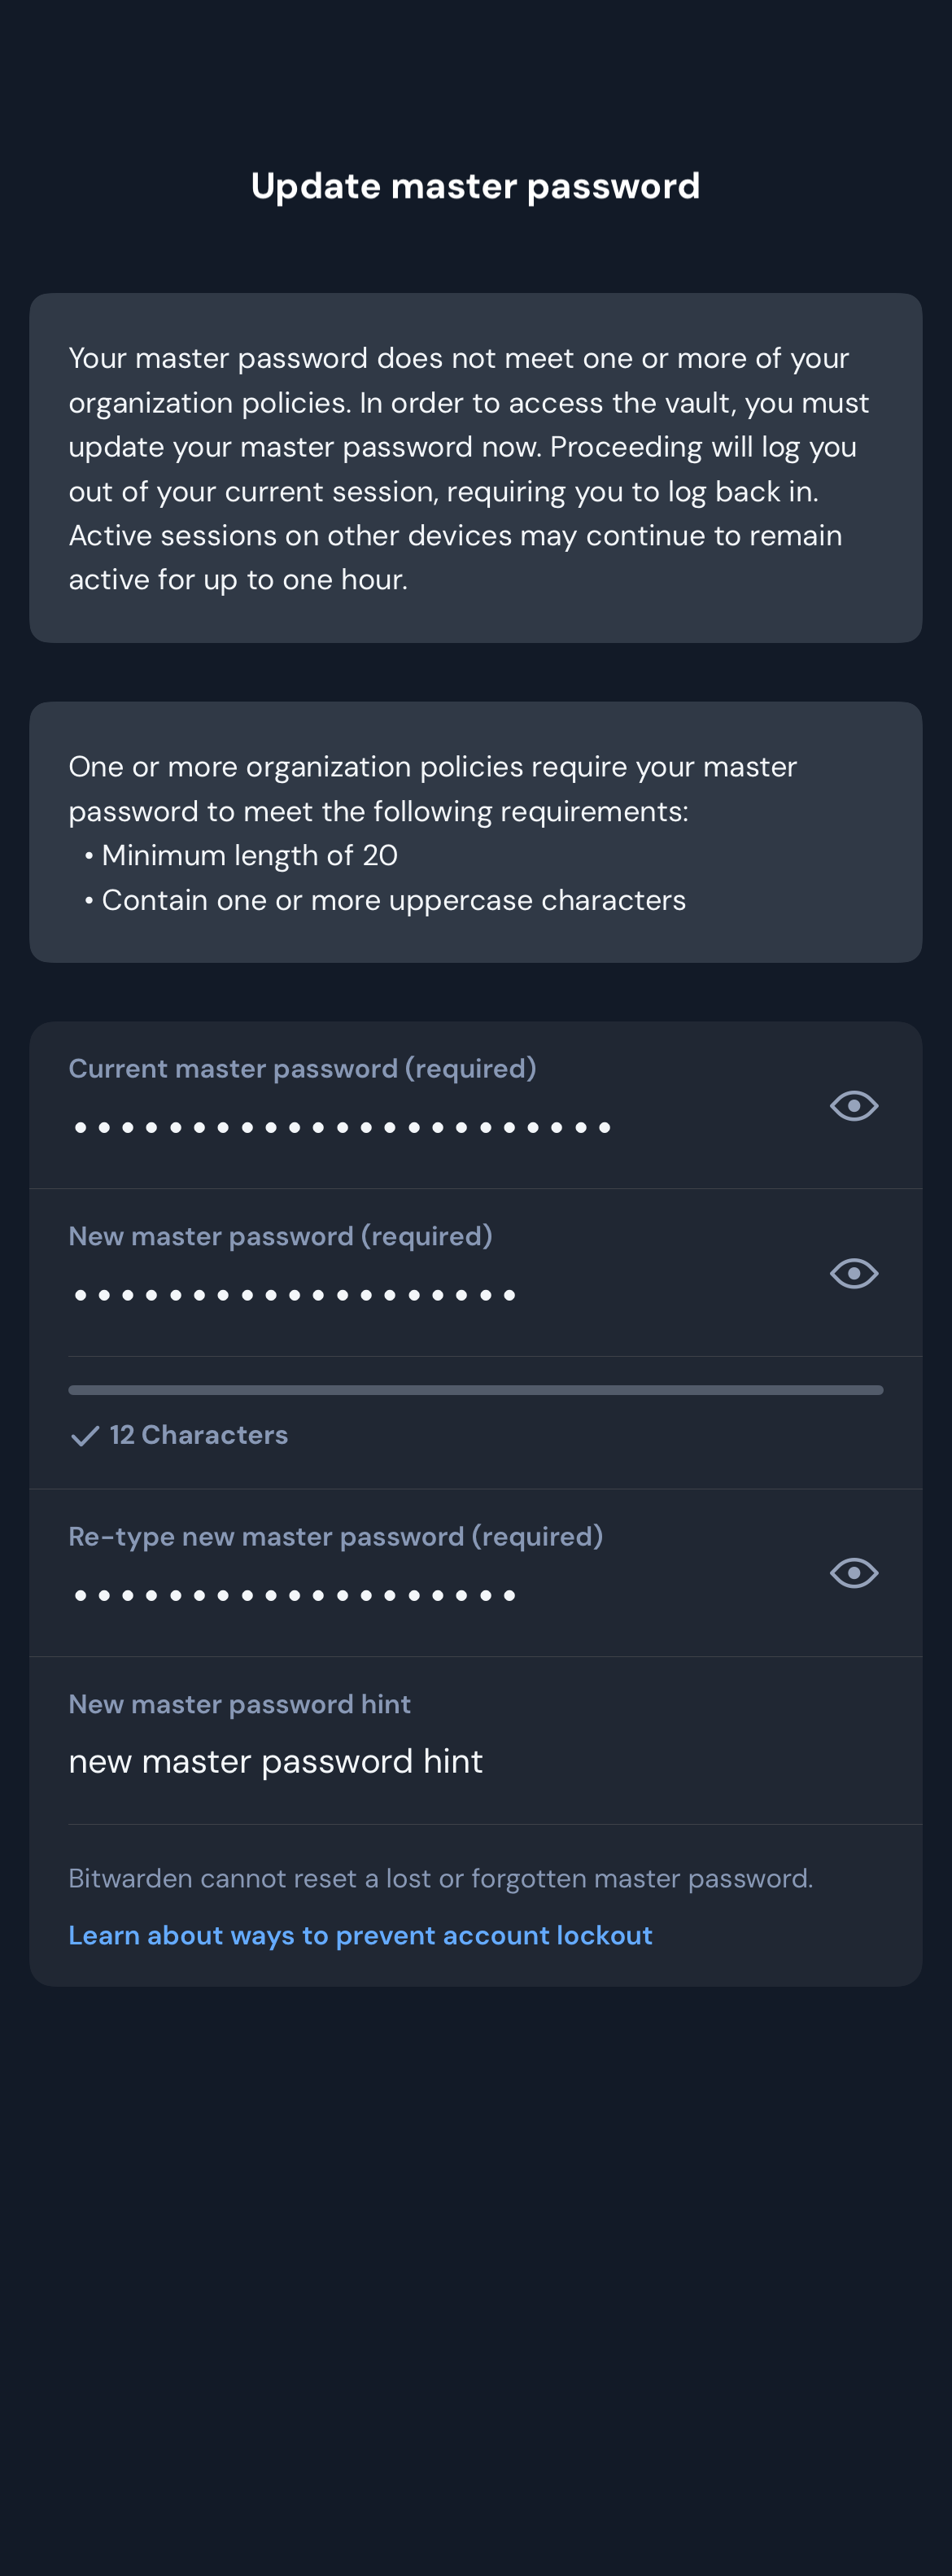 Update master password
Your master password does not meet one or more of your
organization policies. In order to access the vault, you must
update your master password now. Proceeding will log you
out of your current session, requiring you to log back in.
Active sessions on other devices may continue to remain
active for up to one hour.
One or more organization policies require your master
password to meet the following requirements:
• Minimum length of 20
• Contain one or more uppercase characters
Current master password (required)
•••••••••••••••••••••••
New master password (required)
•••••••••••••••••••
12 Characters
Re-type new master password (required)
•••••••••••••••••••
New master password hint
new master password hint
Bitwarden cannot reset a lost or forgotten master password.
Learn about ways to prevent account lockout